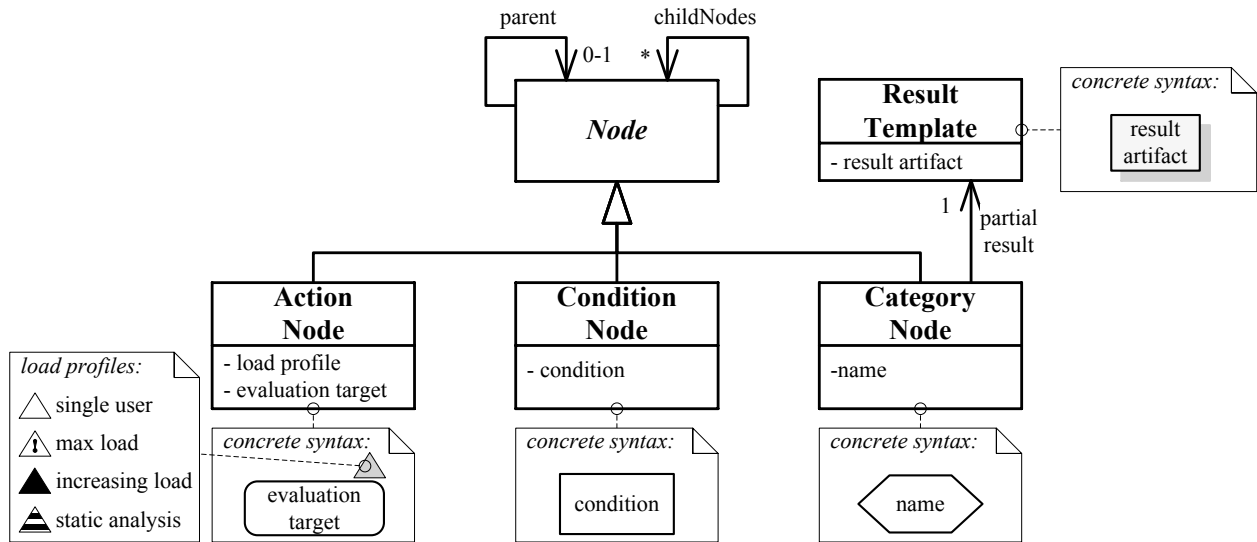 parent
childNodes
0-1
*
Node
Result
Template
- result artifact
concrete syntax:
result
artifact
1
partial
result
Action
Node
- load profile
- evaluation target
Condition
Node
- condition
Category
Node
-name
load profiles:
single user
max load
increasing load
static analysis
concrete syntax:
evaluation
target
concrete syntax:
condition
concrete syntax:
name